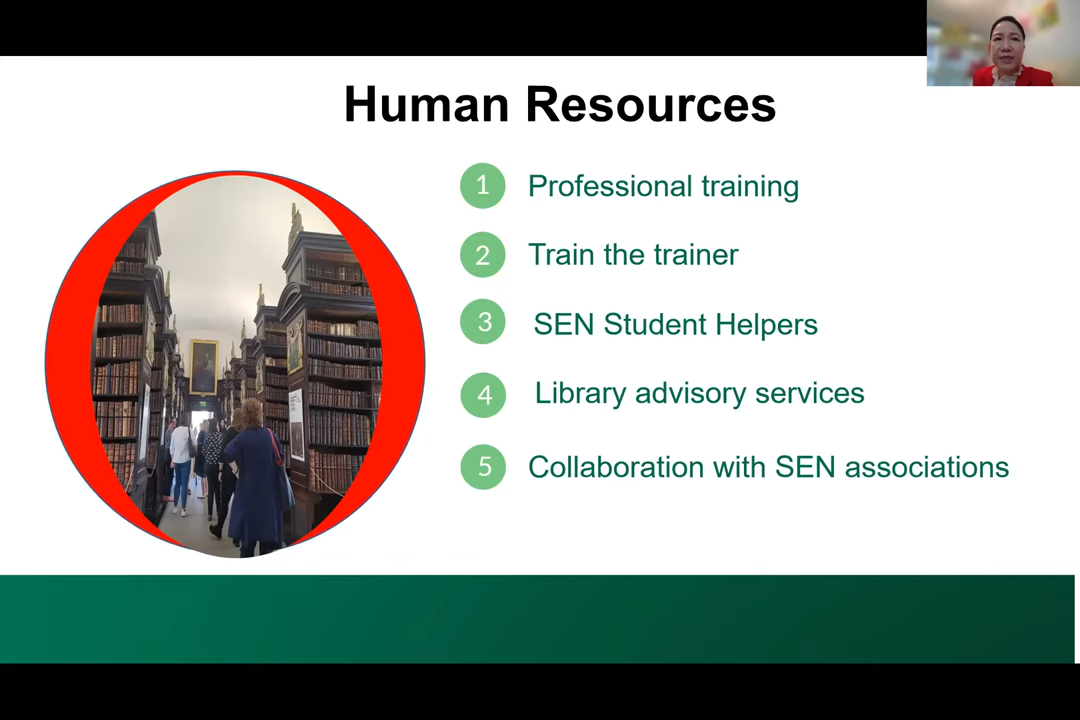 Human Resources
1 Professional training
2 Train the trainer
3 SEN Student Helpers
4 Library advisory services
5 Collaboration with SEN associations